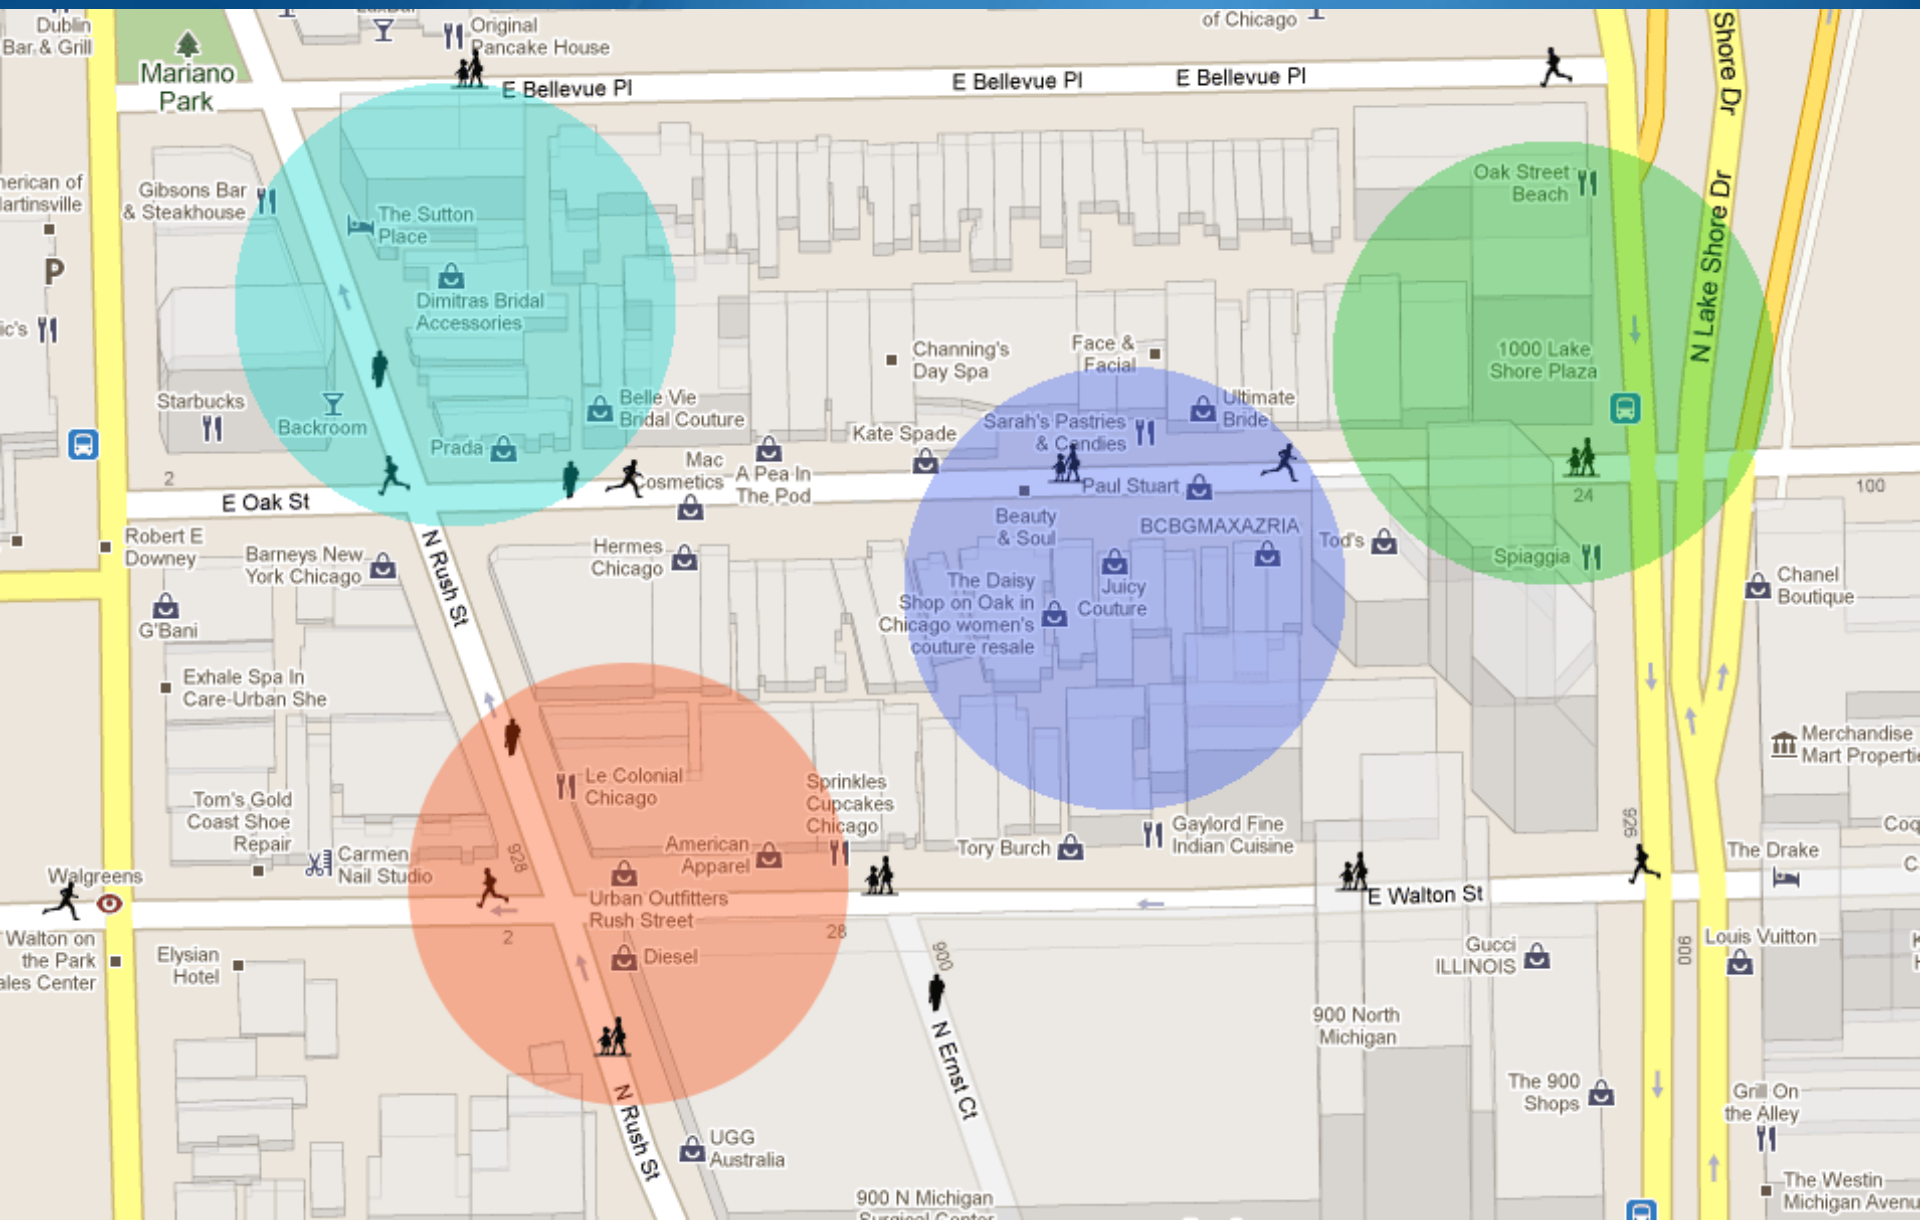 Dublin
Bar & Grill
Original
Pancake House
of Chicago
Mariano
Park
E Bellevue Pl
E Bellevue Pl
E Bellevue Pl
Shore Dr
Gibsons Bar
& Steakhouse
The Sutton
Place
Oak Street
Beach
N Lake Shore Dr
P
Dimitras Bridal
Accessories
Channing's
Day Spa
Face &
Facial
1000 Lake
Shore Plaza
Starbucks
Backroom
Belle Vie
Bridal Couture
Ultimate
Bride
Sarah's Pastries
& Candies
Kate Spade
Prada
Mac
Cosmetics
A Pea In
The Pod
2
E Oak St
Paul Stuart
24
100
Beauty
& Soul
BCBGMAXAZRIA
Tod's
Robert E
Downey
Barneys New
York Chicago
N Rush St
Hermes
Chicago
Spiaggia
The Daisy
Shop on Oak in
Chicago women's
couture resale
Juicy
Couture
Chanel
Boutique
G'Bani
Exhale Spa In
Care-Urban She
Merchandise
Le Colonial
Chicago
Sprinkles
Cupcakes
Chicago
Tom's Gold
Coast Shoe
Repair
926
928
American
Apparel
Tory Burch
Gaylord Fine
Indian Cuisine
The Drake
Carmen
Nail Studio
Walgreens
E Walton St
Urban Outfitters
Rush Street
2
28
Walton on
the Park
Elysian
Hotel
Diesel
900
Gucci
ILLINOIS
900
Louis Vuitton
900 North
Michigan
N Ernst Ct
N Rush St
The 900
Shops
Grill On
the Alley
UGG
Australia
The Westin
900 N Michigan